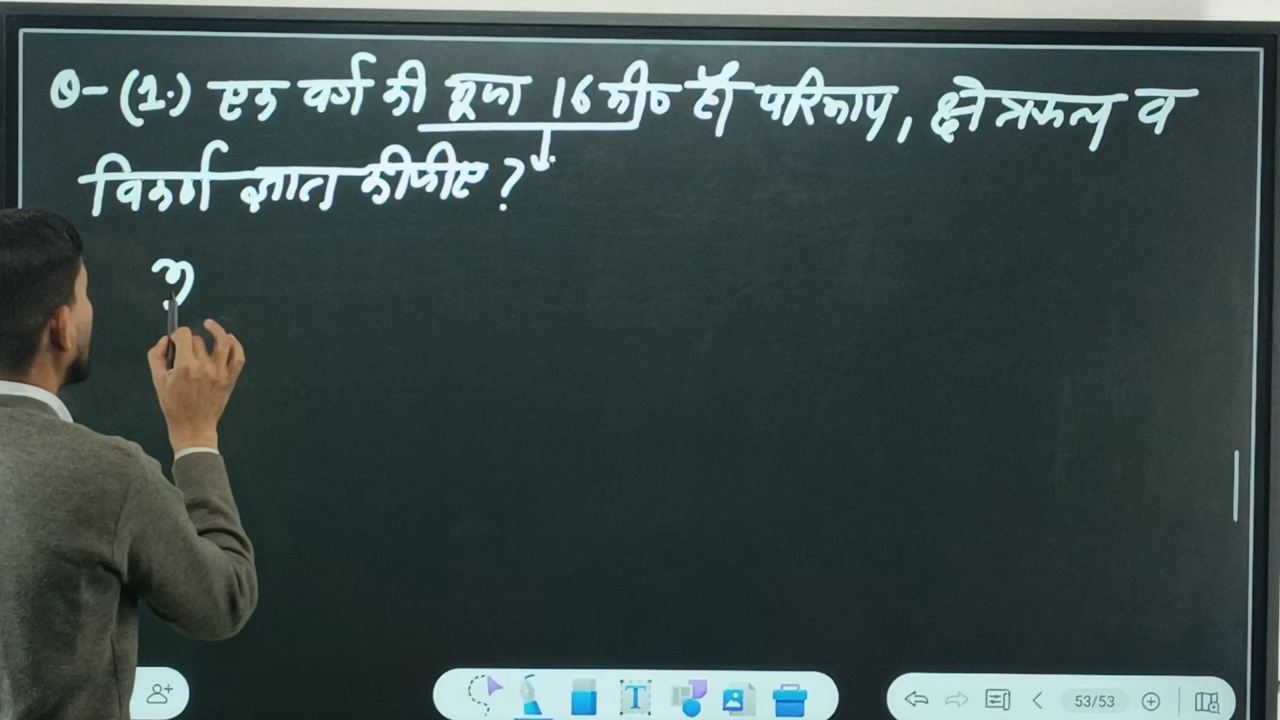 Q-(1.) एक वर्ग की भूजा 16 मी० है। परिमाप, क्षेत्रफल व
विकर्ण ज्ञात कीजीए ?
भु
53/53